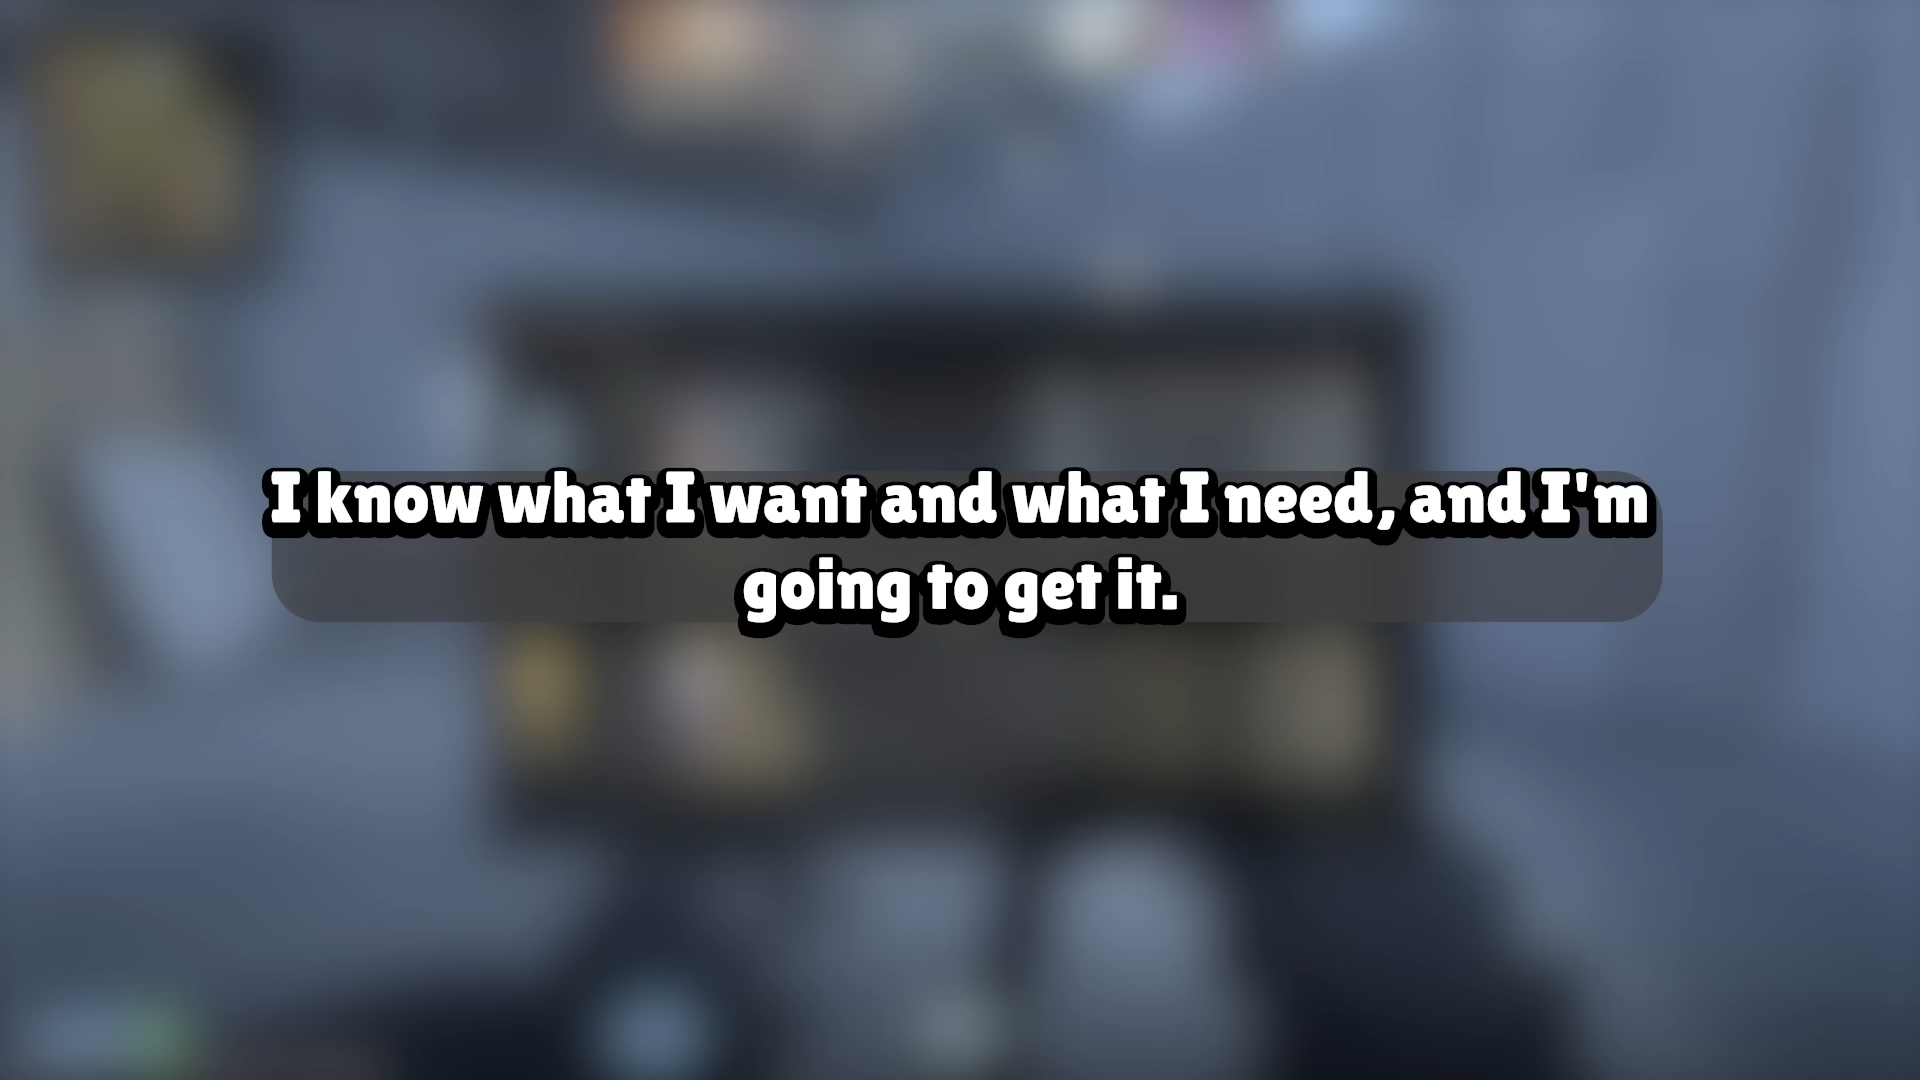 I know what I want and what I need, and I'm
going to get it.